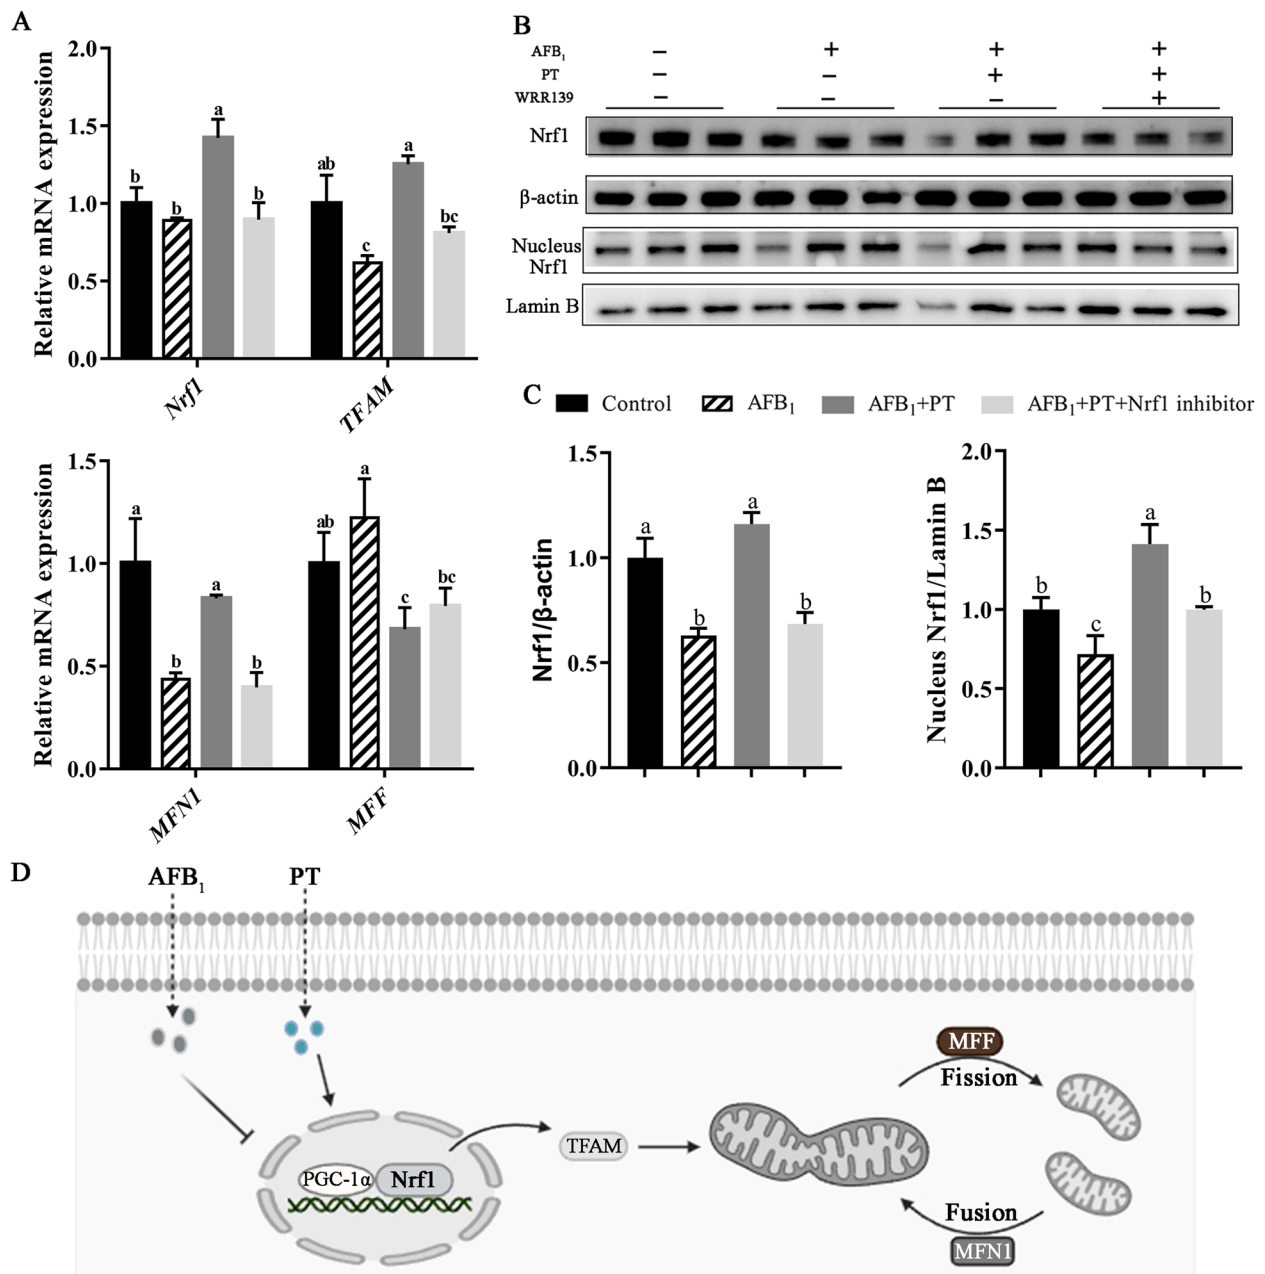 A
Relative mRNA expression
2.0
1.5
1.0
0.5
0.0
b
b
a
b
ab
c
a
bc
Nrf1
TFAM
Relative mRNA expression
1.5
1.0
0.5
0.0
a
b
a
b
ab
a
c
bc
MFN1
MFF
B
AFB₁ − + + +
PT − − + +
WRR139 − − − +
Nrf1
β-actin
Nucleus
Nrf1
Lamin B
C
Control AFB₁ AFB₁+PT AFB₁+PT+Nrf1 inhibitor
Nrf1/β-actin
1.5
1.0
0.5
0.0
a
b
a
b
Nucleus Nrf1/Lamin B
2.0
1.5
1.0
0.5
0.0
b
c
a
b
D
AFB₁
PT
PGC-1α
Nrf1
TFAM
MFF
Fission
Fusion
MFN1